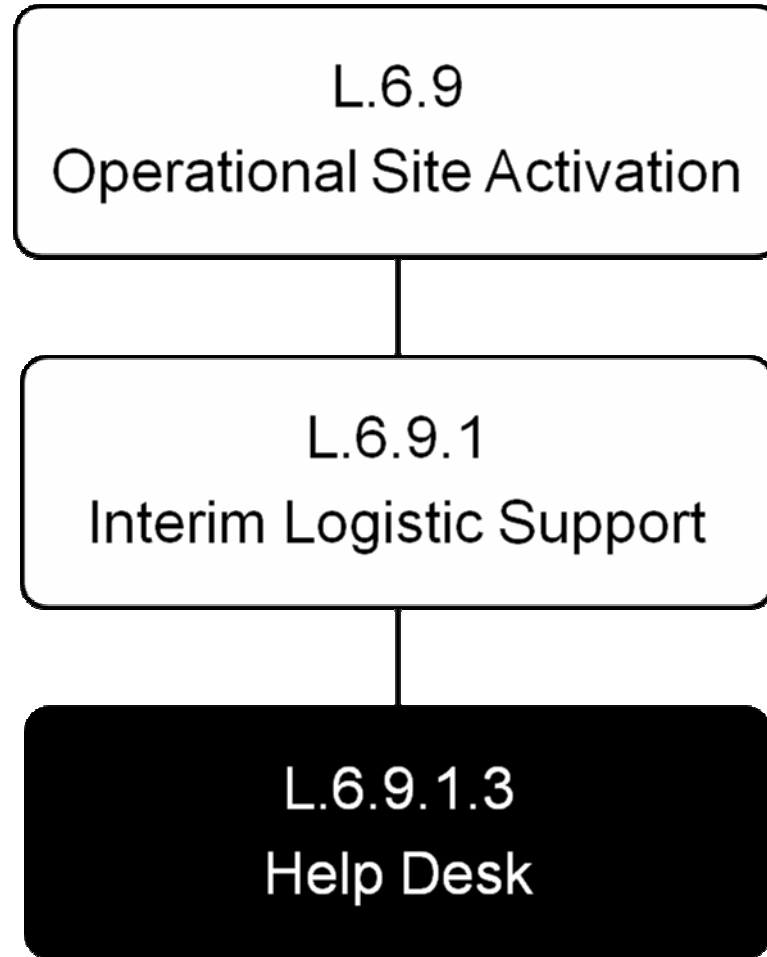 L.6.9
Operational Site Activation
L.6.9.1
Interim Logistic Support
L.6.9.1.3
Help Desk